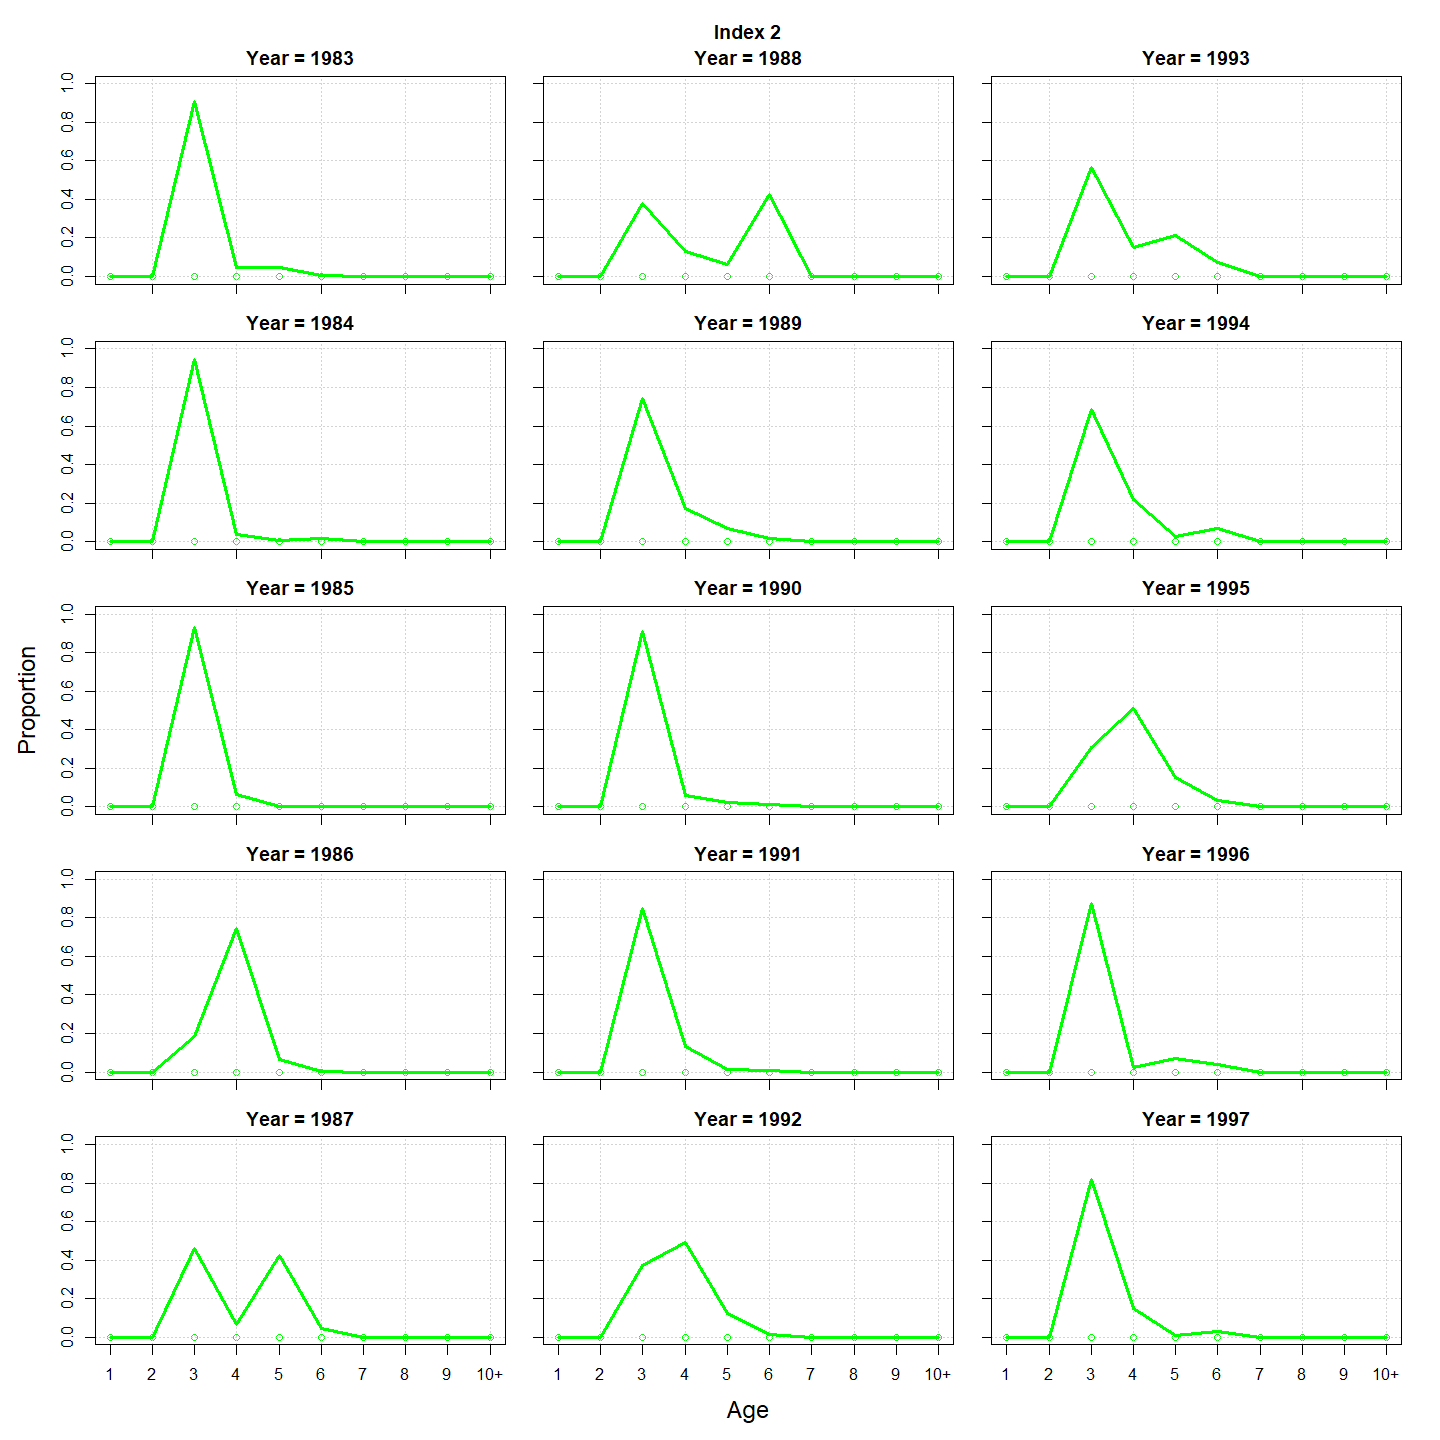 Index 2
Year = 1983 Year = 1988 Year = 1993
0.0 0.2 0.4 0.6 0.8 1.0
Year = 1984 Year = 1989 Year = 1994
0.0 0.2 0.4 0.6 0.8 1.0
Year = 1985 Year = 1990 Year = 1995
0.0 0.2 0.4 0.6 0.8 1.0
Proportion
Year = 1986 Year = 1991 Year = 1996
0.0 0.2 0.4 0.6 0.8 1.0
Year = 1987 Year = 1992 Year = 1997
0.0 0.2 0.4 0.6 0.8 1.0
1 2 3 4 5 6 7 8 9 10+ 1 2 3 4 5 6 7 8 9 10+ 1 2 3 4 5 6 7 8 9 10+
Age